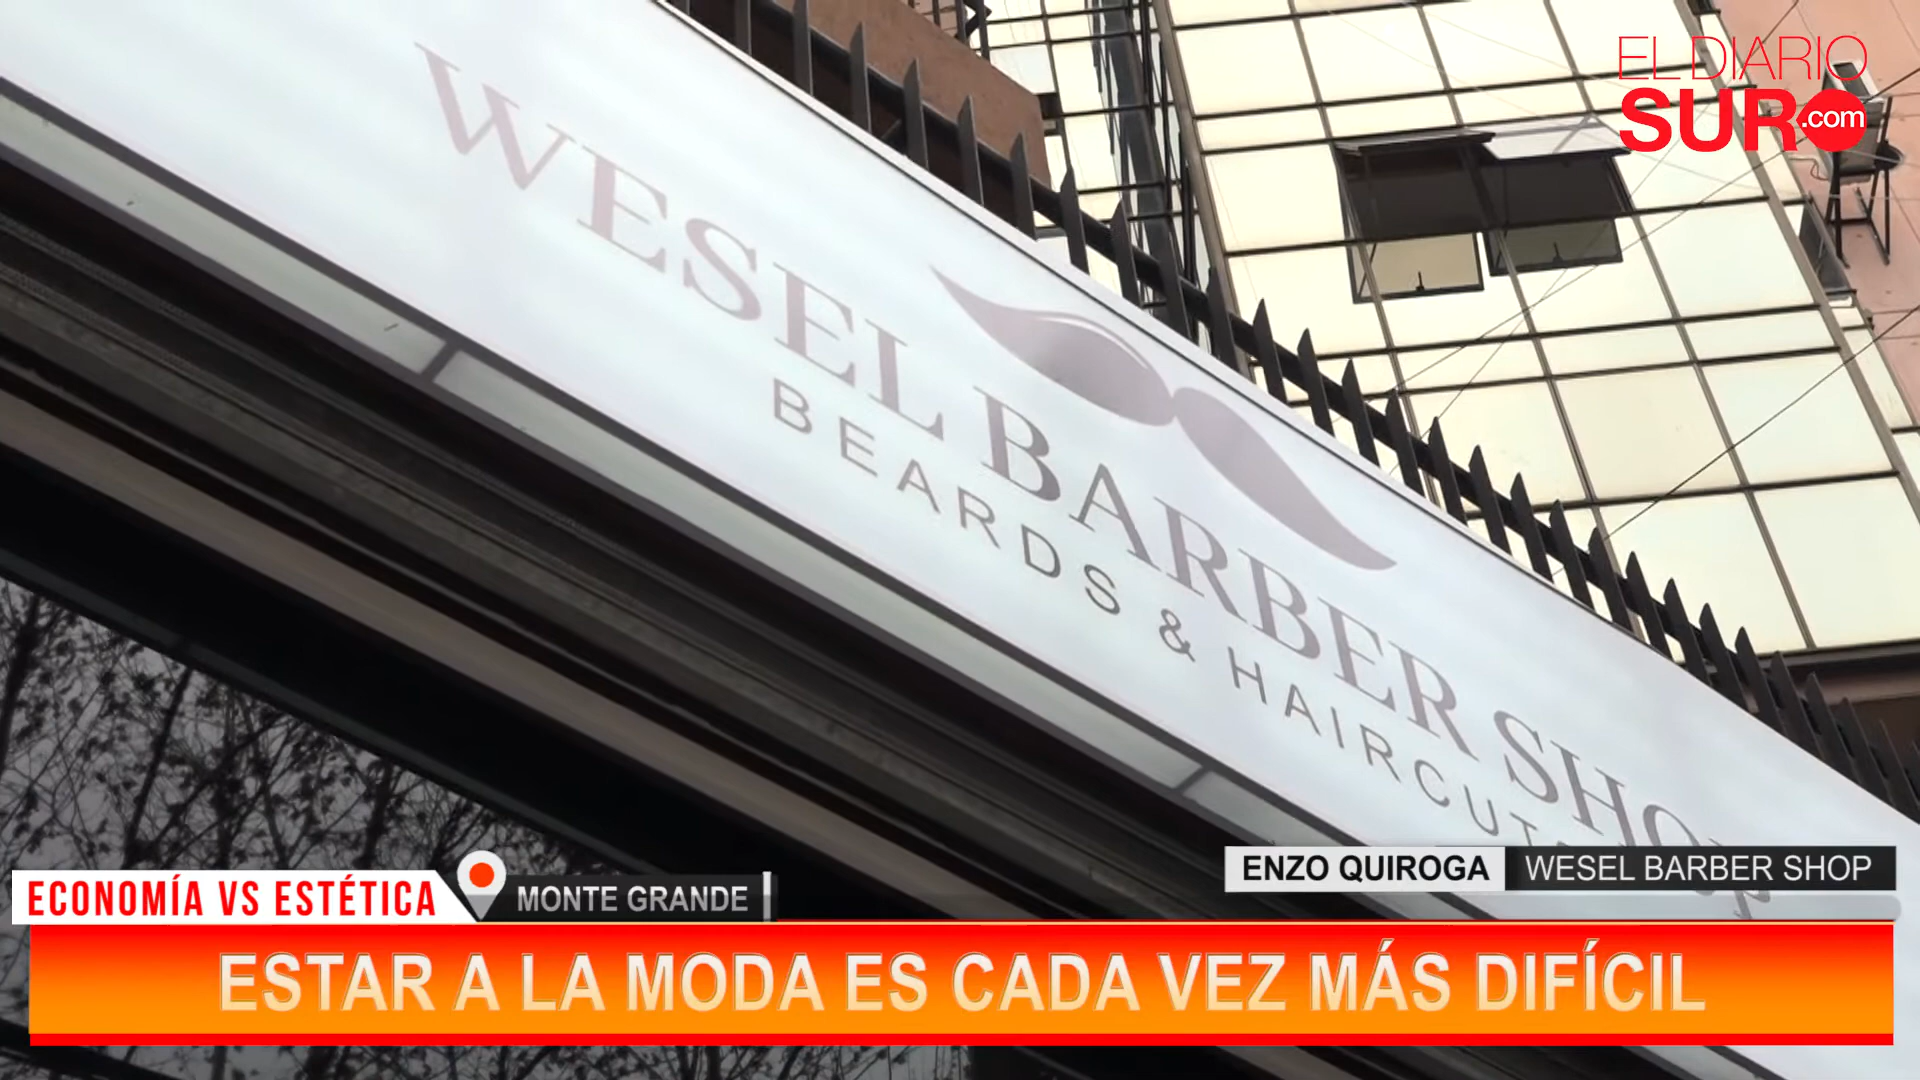 EL DIARIO
SUR.com
WESEL BARBER SHOP
BEARDS & HAIRCUT
ENZO QUIROGA WESEL BARBER SHOP
ECONOMÍA VS ESTÉTICA MONTE GRANDE
ESTAR A LA MODA ES CADA VEZ MÁS DIFÍCIL